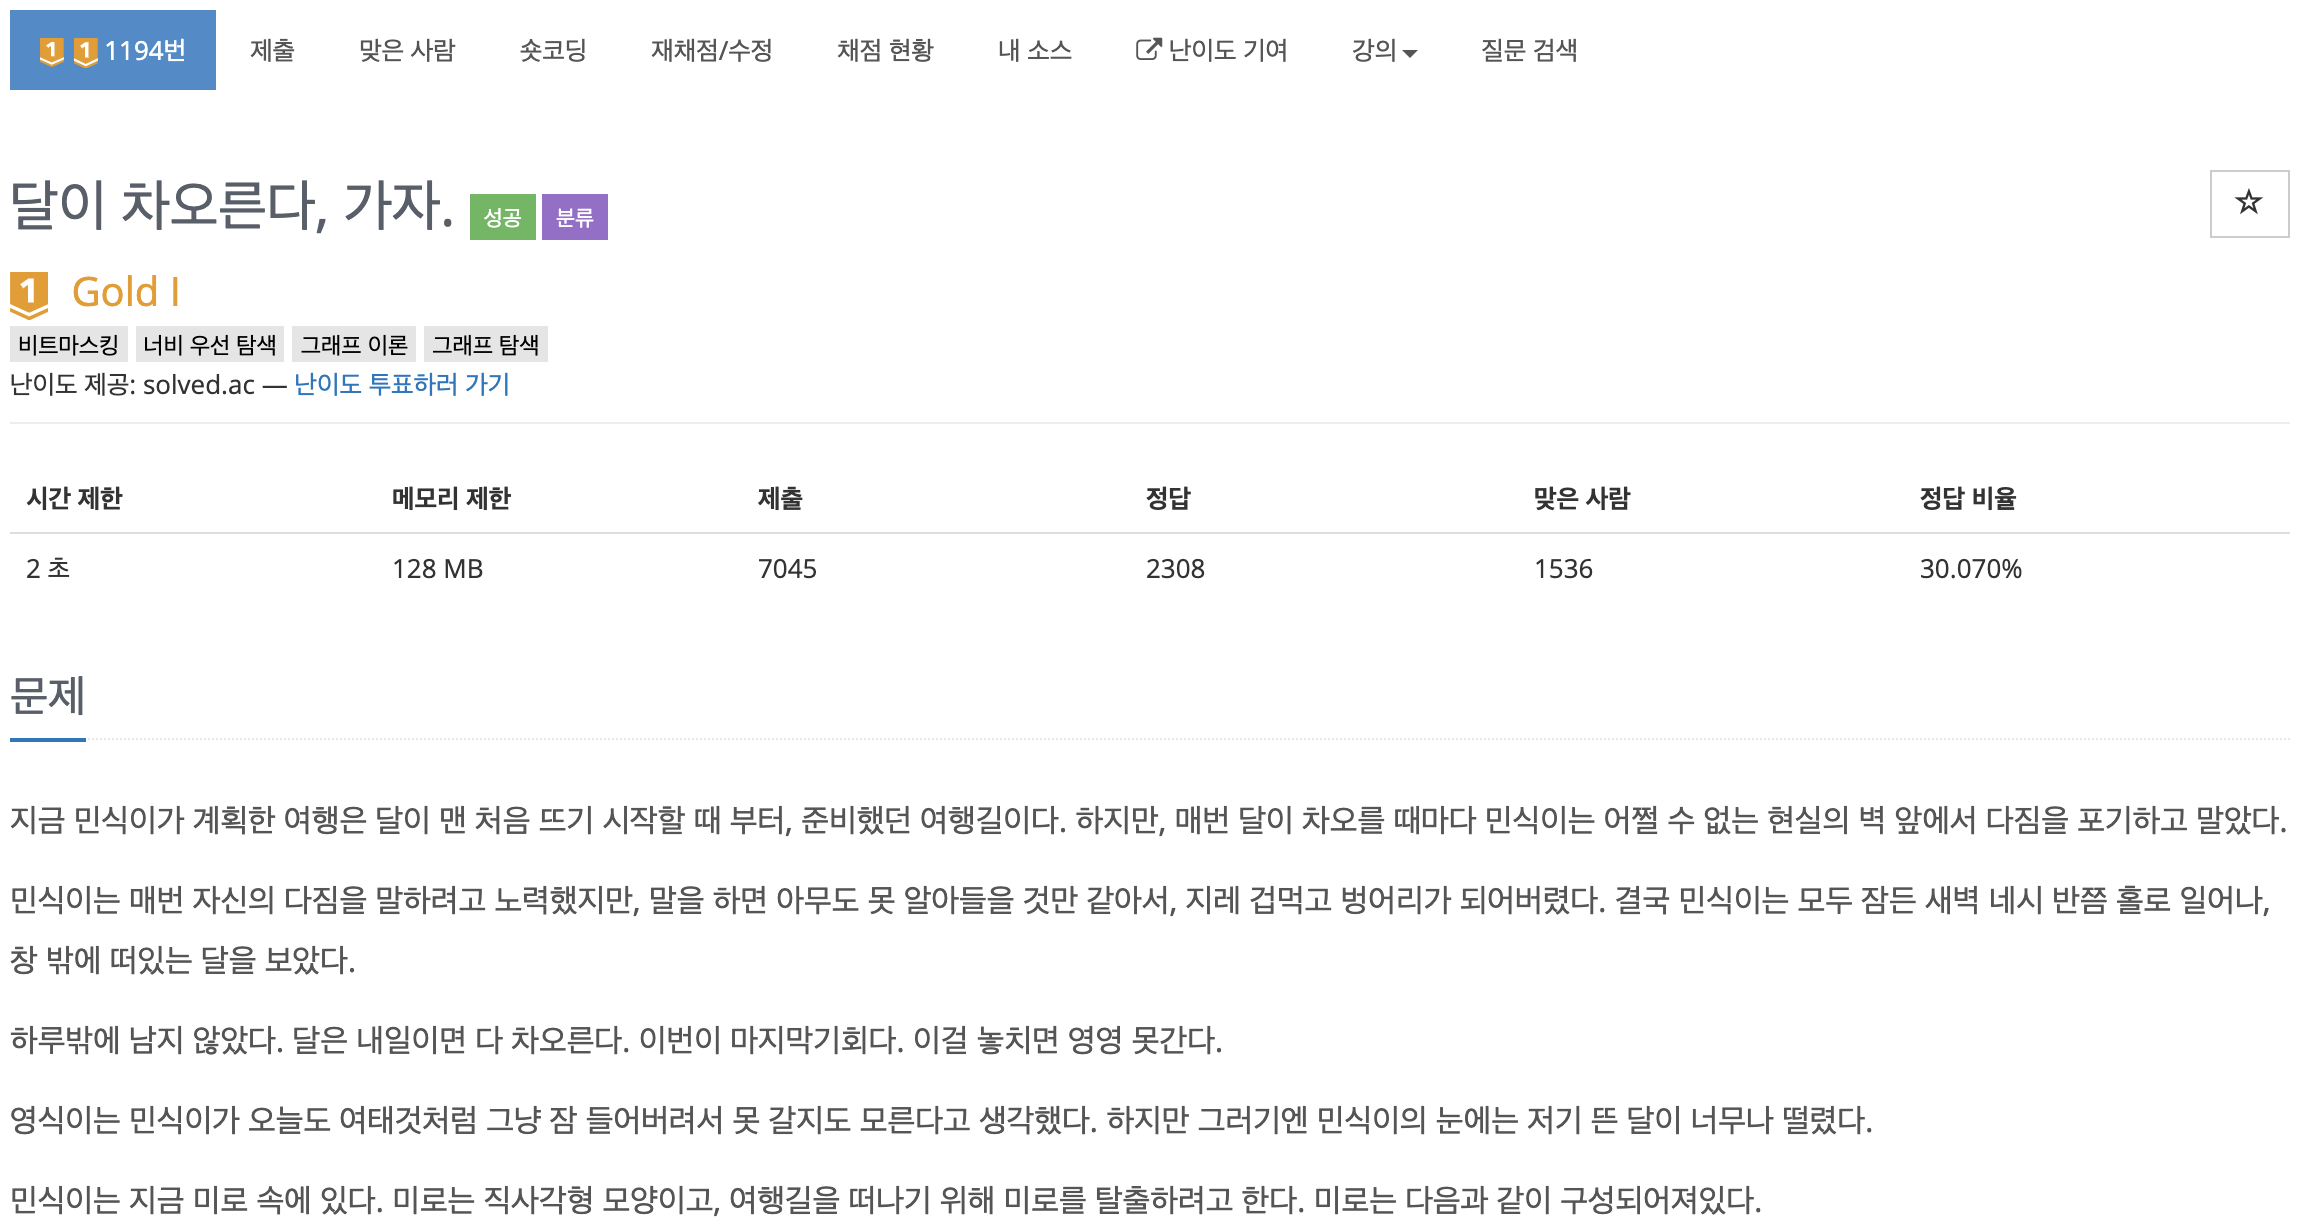 1194번 제출 맞은 사람 숏코딩 재채점/수정 채점 현황 내 소스 난이도 기여 강의 질문 검색
달이 차오른다, 가자. 성공 분류
1 Gold I
비트마스킹 너비 우선 탐색 그래프 이론 그래프 탐색
난이도 제공: solved.ac — 난이도 투표하러 가기
시간 제한 메모리 제한 제출 정답 맞은 사람 정답 비율
2 초 128 MB 7045 2308 1536 30.070%
문제
지금 민식이가 계획한 여행은 달이 맨 처음 뜨기 시작할 때 부터, 준비했던 여행길이다. 하지만, 매번 달이 차오를 때마다 민식이는 어쩔 수 없는 현실의 벽 앞에서 다짐을 포기하고 말았다.
민식이는 매번 자신의 다짐을 말하려고 노력했지만, 말을 하면 아무도 못 알아들을 것만 같아서, 지레 겁먹고 벙어리가 되어버렸다. 결국 민식이는 모두 잠든 새벽 네시 반쯤 홀로 일어나,
창 밖에 떠있는 달을 보았다.
하루밖에 남지 않았다. 달은 내일이면 다 차오른다. 이번이 마지막기회다. 이걸 놓치면 영영 못간다.
영식이는 민식이가 오늘도 여태것처럼 그냥 잠 들어버려서 못 갈지도 모른다고 생각했다. 하지만 그러기엔 민식이의 눈에는 저기 뜬 달이 너무나 떨렸다.
민식이는 지금 미로 속에 있다. 미로는 직사각형 모양이고, 여행길을 떠나기 위해 미로를 탈출하려고 한다. 미로는 다음과 같이 구성되어져있다.